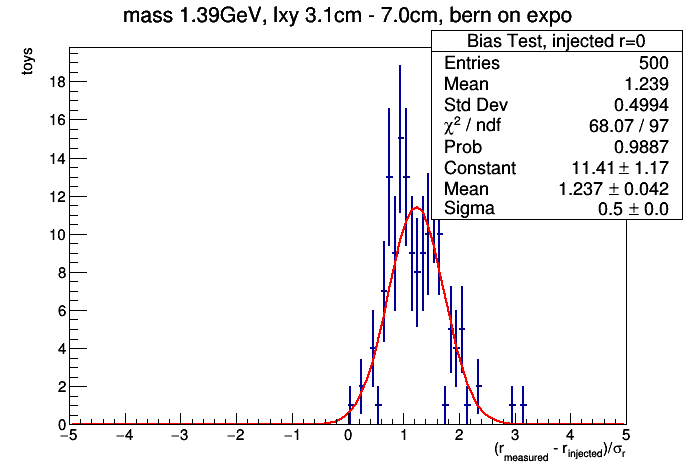 mass 1.39GeV, lxy 3.1cm - 7.0cm, bern on expo
toys
Bias Test, injected r=0
Entries 500
Mean 1.239
Std Dev 0.4994
χ² / ndf 68.07 / 97
Prob 0.9887
Constant 11.41 ± 1.17
Mean 1.237 ± 0.042
Sigma 0.5 ± 0.0
18
16
14
12
10
8
6
4
2
0
−5 −4 −3 −2 −1 0 1 2 3 4 5
(r_measured - r_injected)/σ_r